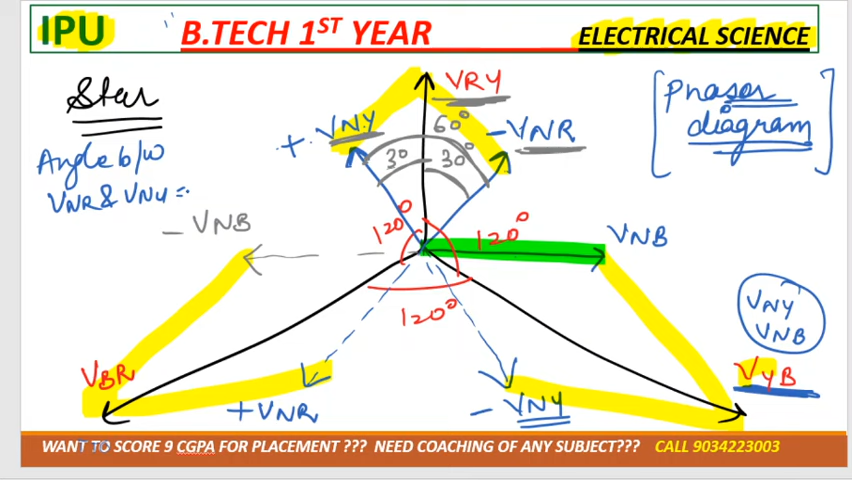 IPU
B.TECH 1ST YEAR
ELECTRICAL SCIENCE
Star
VRY
[Phasor
diagram]
+ VNY
60°
- VNR
30
30°
Angle b/w
VNR & VNY =
- VNB
120°
120°
VNB
120°
VNY
VNB
VBR
VYB
+VNR
- VNY
WANT TO SCORE 9 CGPA FOR PLACEMENT ??? NEED COACHING OF ANY SUBJECT??? CALL 9034223003